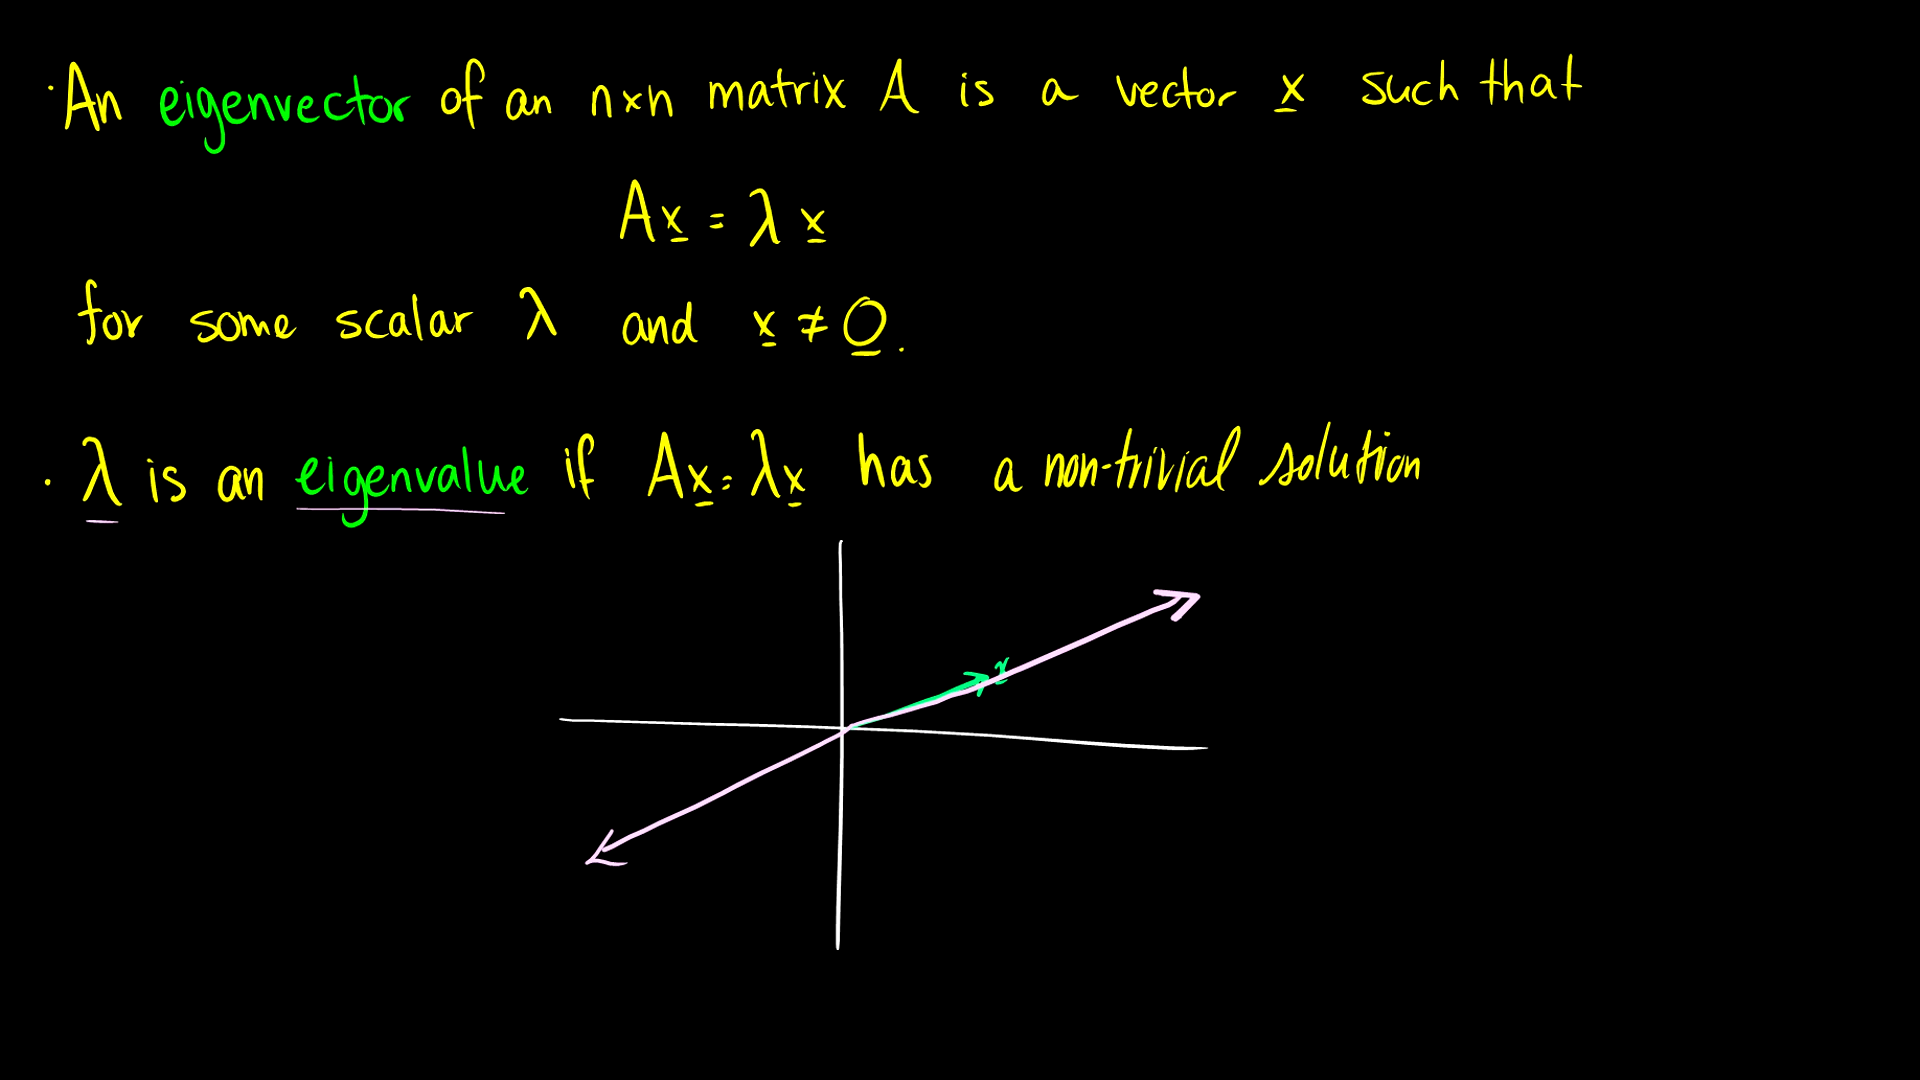 · An eigenvector of an n×n matrix A is a vector x such that
Ax = λx
for some scalar λ and x ≠ 0.
· λ is an eigenvalue if Ax = λx has a non-trivial solution
x